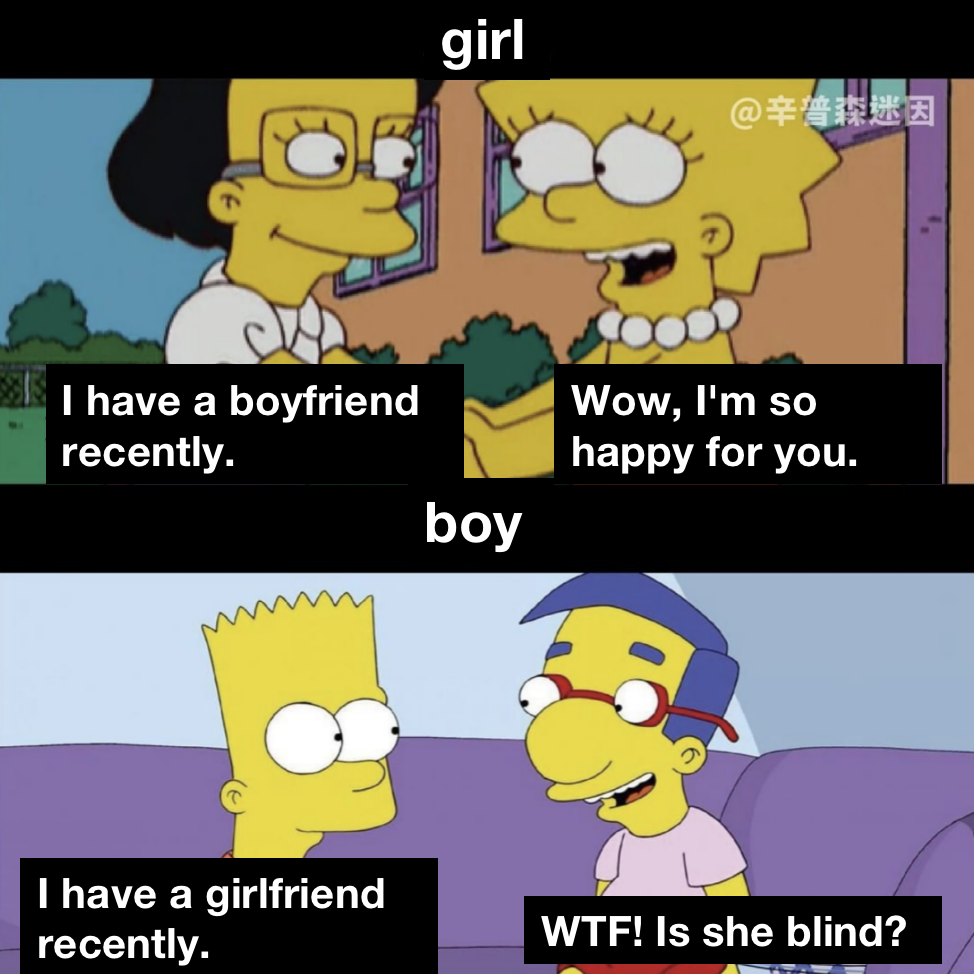 girl
@辛普森迷因
I have a boyfriend
recently.
Wow, I'm so
happy for you.
boy
I have a girlfriend
recently.
WTF! Is she blind?